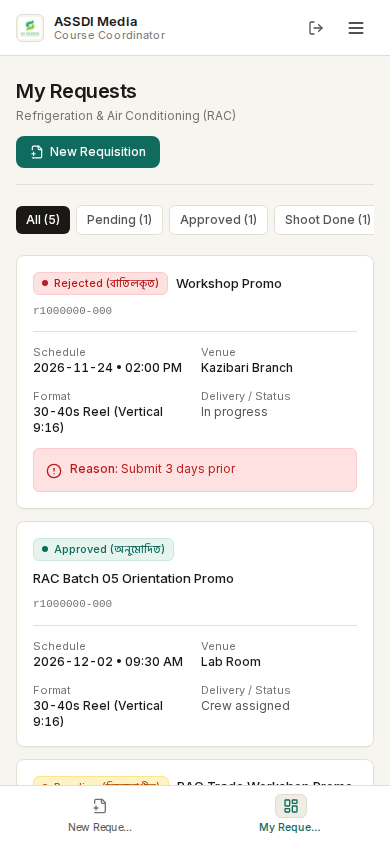 ASSDI Media
Course Coordinator
My Requests
Refrigeration & Air Conditioning (RAC)
New Requisition
All (5)
Pending (1)
Approved (1)
Shoot Done (1)
Rejected (বাতিলকৃত)
Workshop Promo
r1000000-000
Schedule
Venue
2026-11-24 • 02:00 PM
Kazibari Branch
Format
Delivery / Status
30-40s Reel (Vertical
In progress
9:16)
Reason: Submit 3 days prior
Approved (অনুমোদিত)
RAC Batch 05 Orientation Promo
r1000000-000
Schedule
Venue
2026-12-02 • 09:30 AM
Lab Room
Format
Delivery / Status
30-40s Reel (Vertical
Crew assigned
9:16)
RAC Trade Workshop Promo
New Reque...
My Reque...